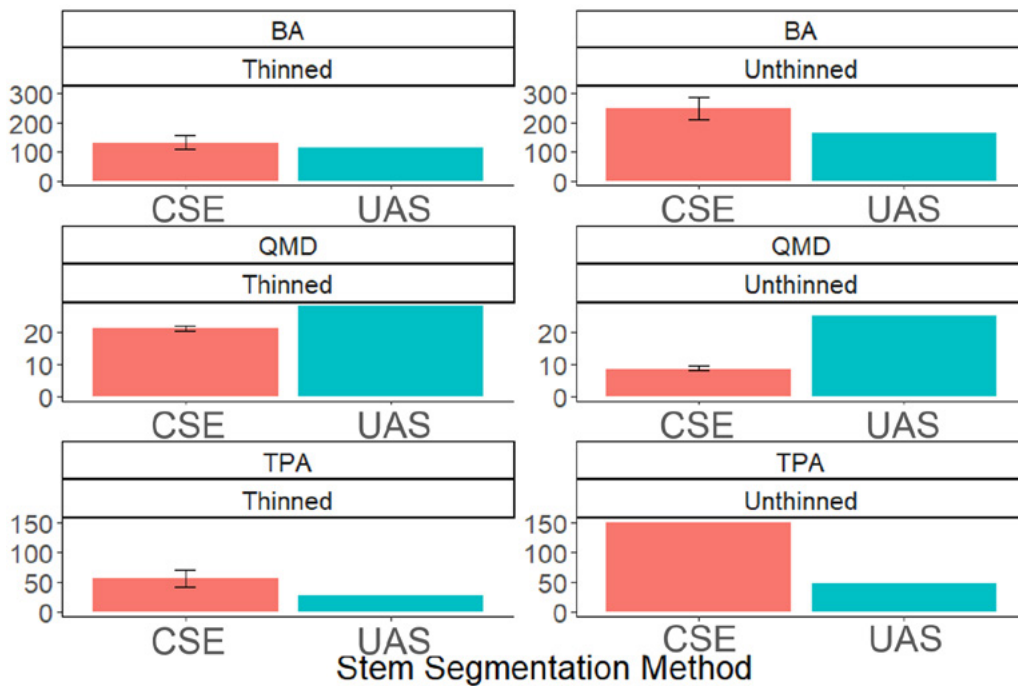 BA BA
Thinned Unthinned
300 300
200 200
100 100
0 0
CSE UAS CSE UAS
QMD QMD
Thinned Unthinned
20 20
10 10
0 0
CSE UAS CSE UAS
TPA TPA
Thinned Unthinned
150 150
100 100
50 50
0 0
CSE UAS CSE UAS
Stem Segmentation Method